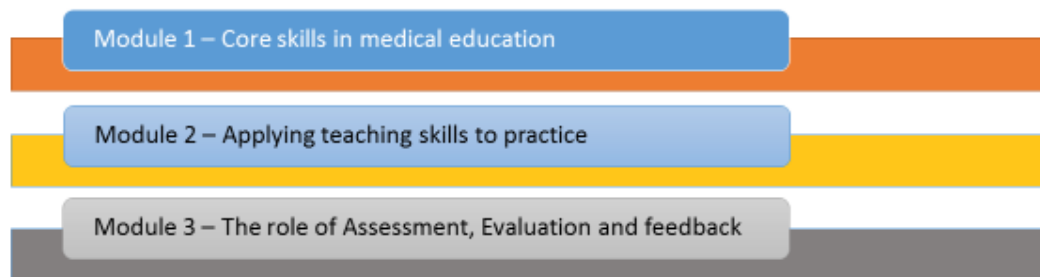 Module 1 – Core skills in medical education
Module 2 – Applying teaching skills to practice
Module 3 – The role of Assessment, Evaluation and feedback